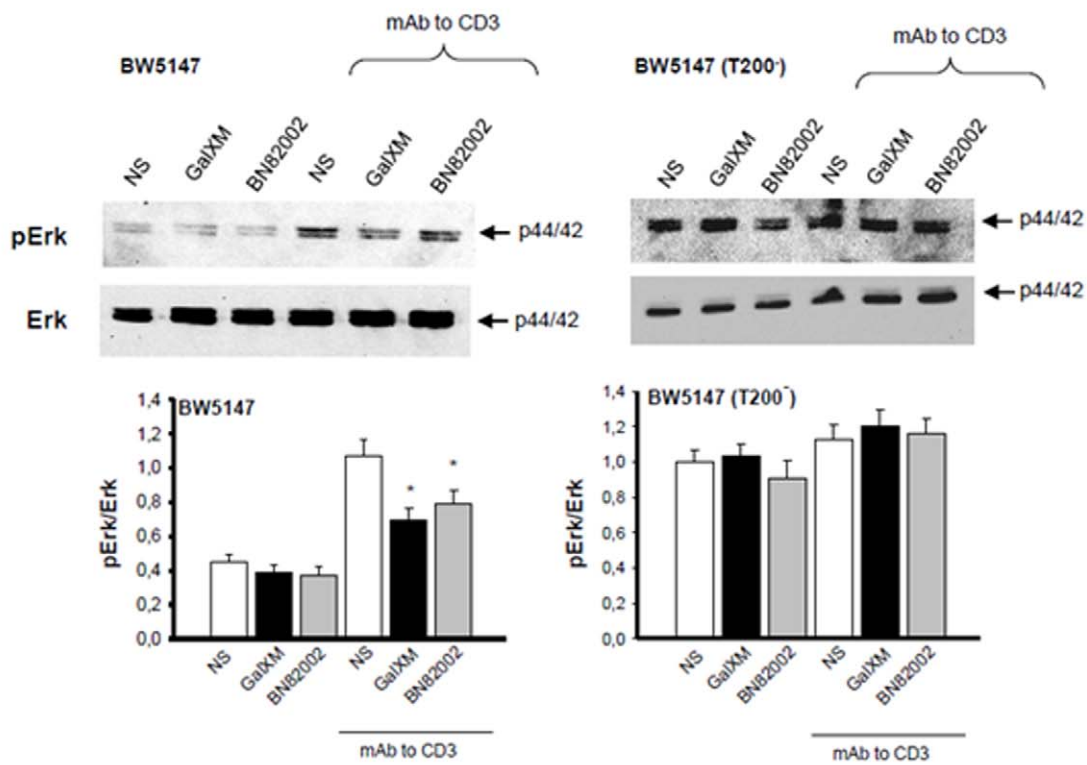 mAb to CD3
BW5147
NS
GalXM
BN82002
NS
GalXM
BN82002
pErk
p44/42
Erk
p44/42
mAb to CD3
BW5147 (T200-)
NS
GalXM
BN82002
NS
GalXM
BN82002
p44/42
p44/42
BW5147
pErk/Erk
1,4
1,2
1,0
0,8
0,6
0,4
0,2
0,0
*
*
NS
GalXM
BN82002
NS
GalXM
BN82002
mAb to CD3
BW5147 (T200-)
pErk/Erk
1,4
1,2
1,0
0,8
0,6
0,4
0,2
0,0
NS
GalXM
BN82002
NS
GalXM
BN82002
mAb to CD3